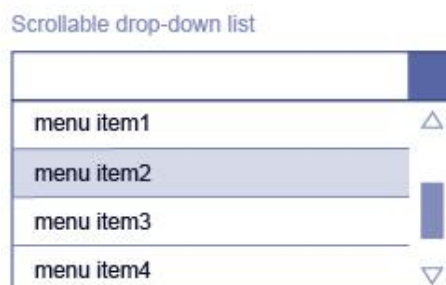 Scrollable drop-down list
menu item1
menu item2
menu item3
menu item4